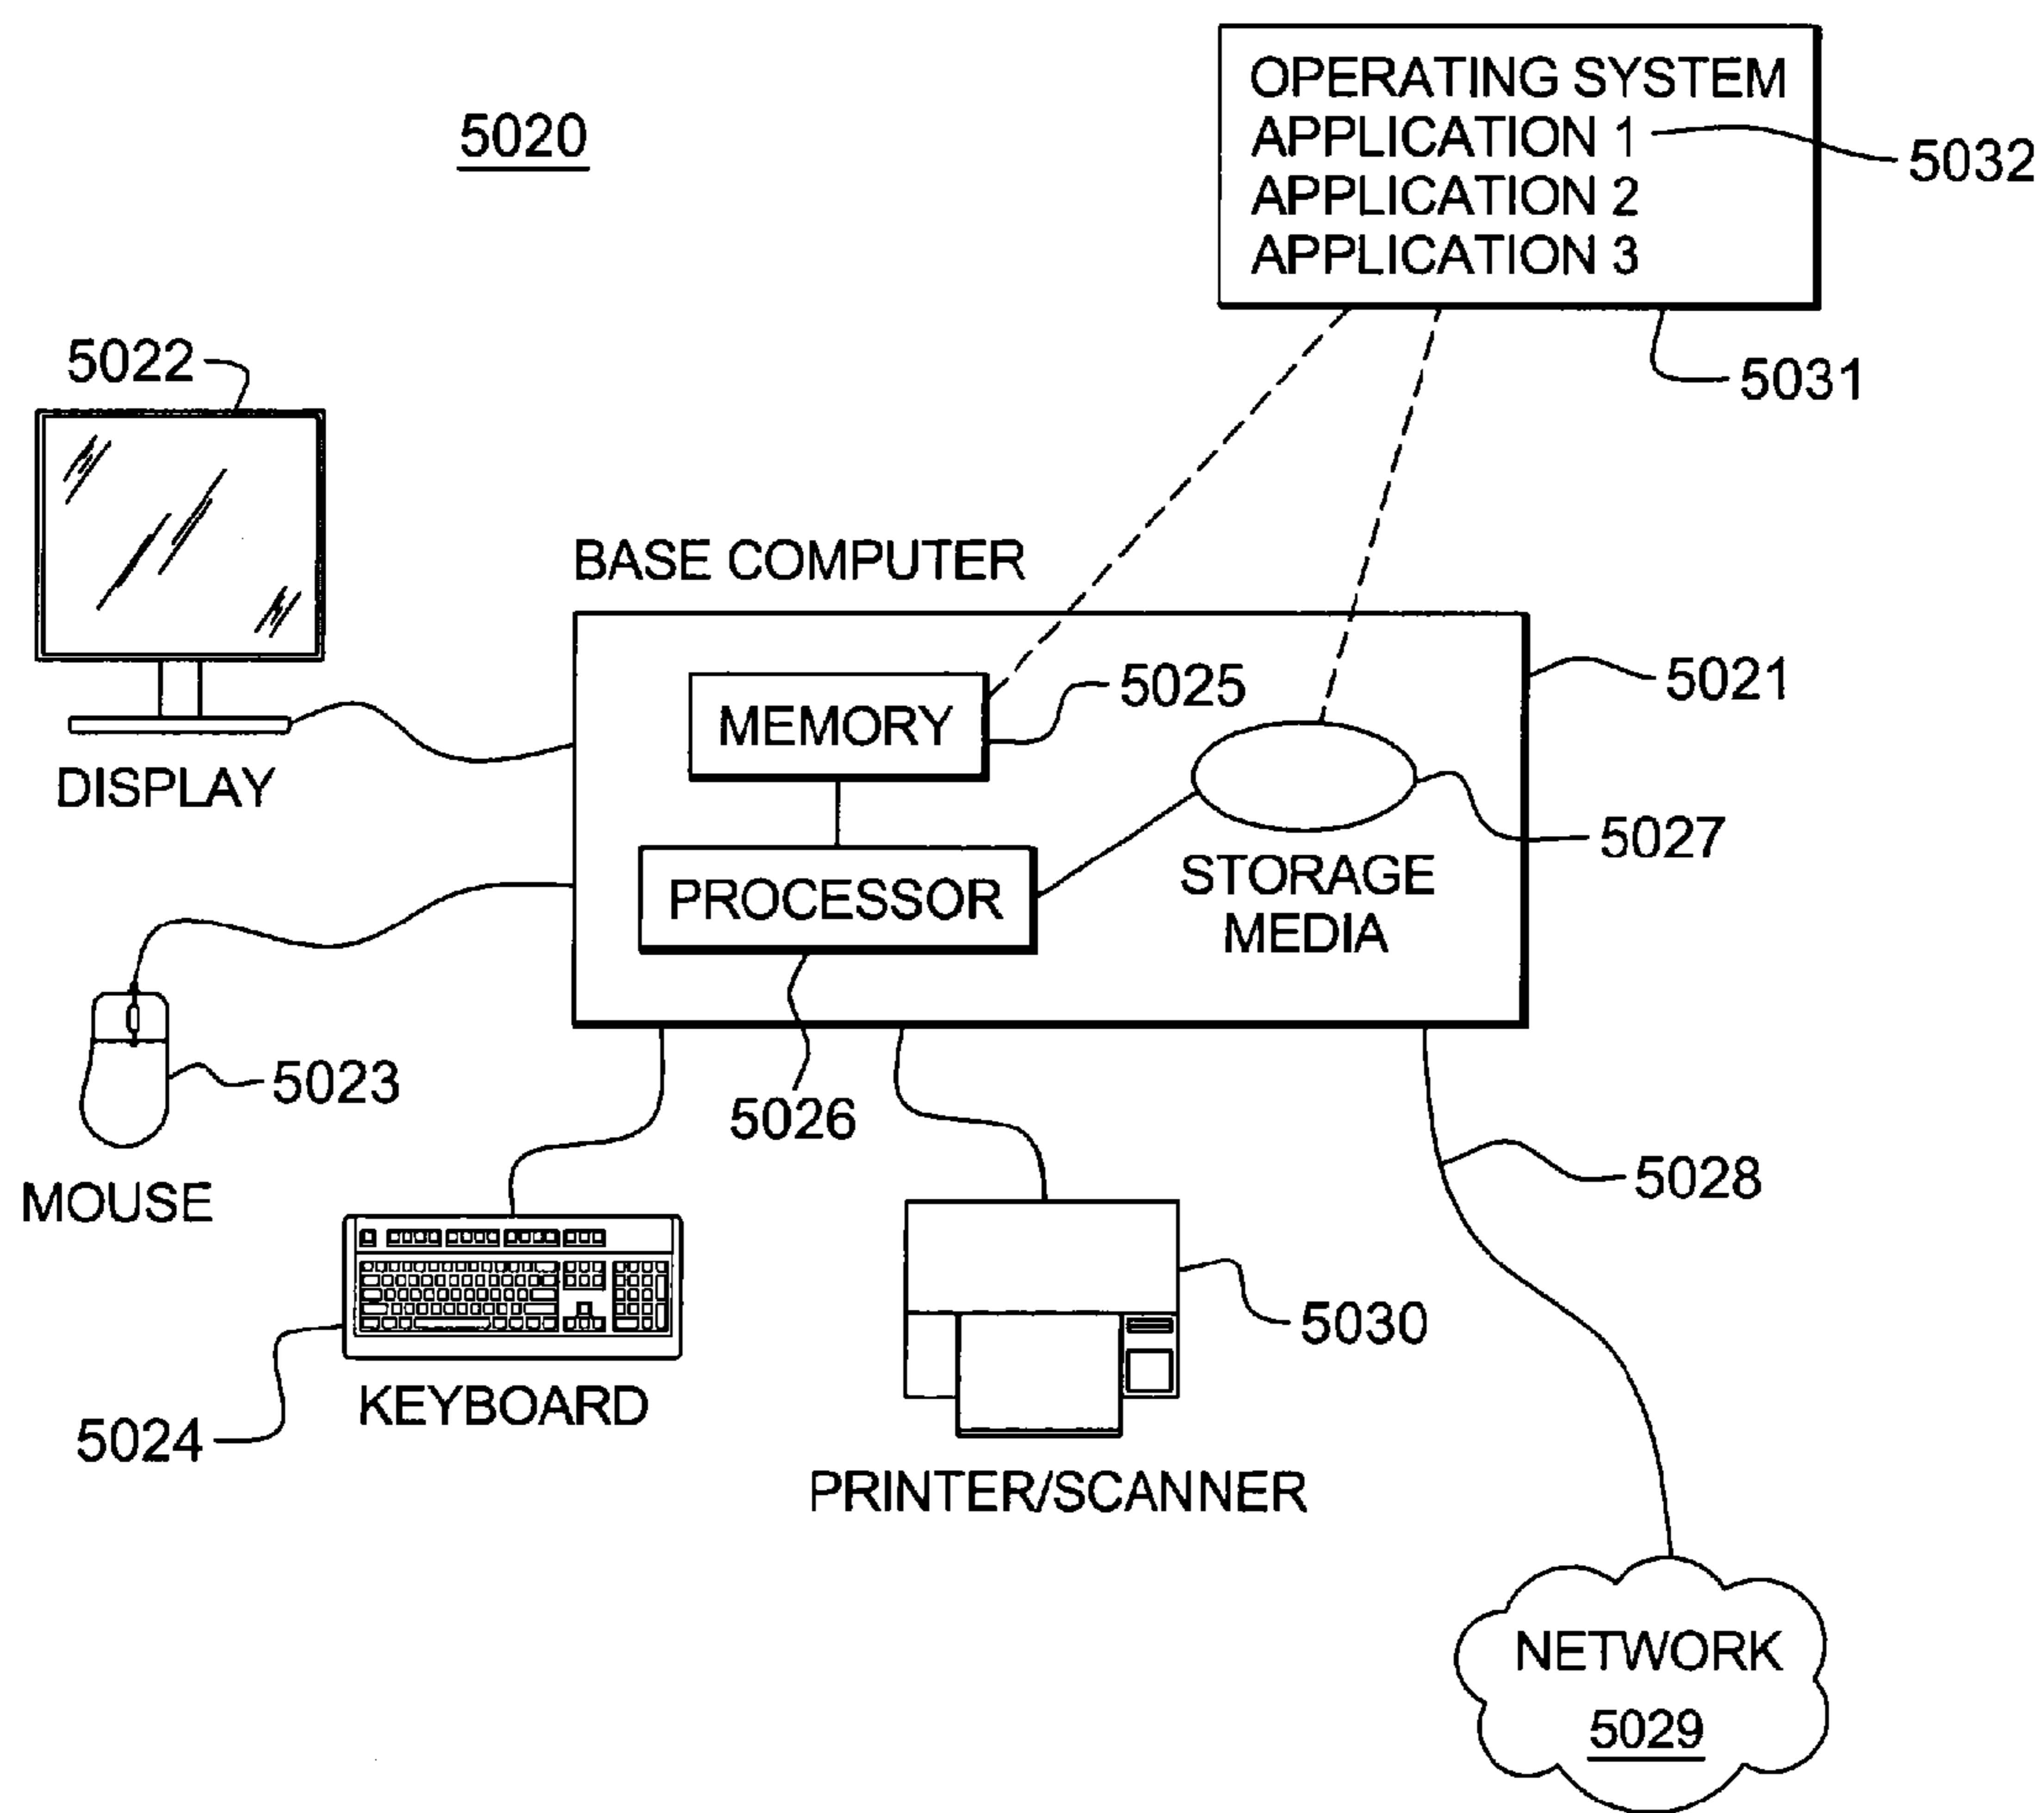 5020
OPERATING SYSTEM
APPLICATION 1
APPLICATION 2
APPLICATION 3
5032
5031
5022
DISPLAY
BASE COMPUTER
5021
MEMORY
5025
PROCESSOR
5026
STORAGE
MEDIA
5027
5023
MOUSE
5024
KEYBOARD
5030
PRINTER/SCANNER
5028
NETWORK
5029